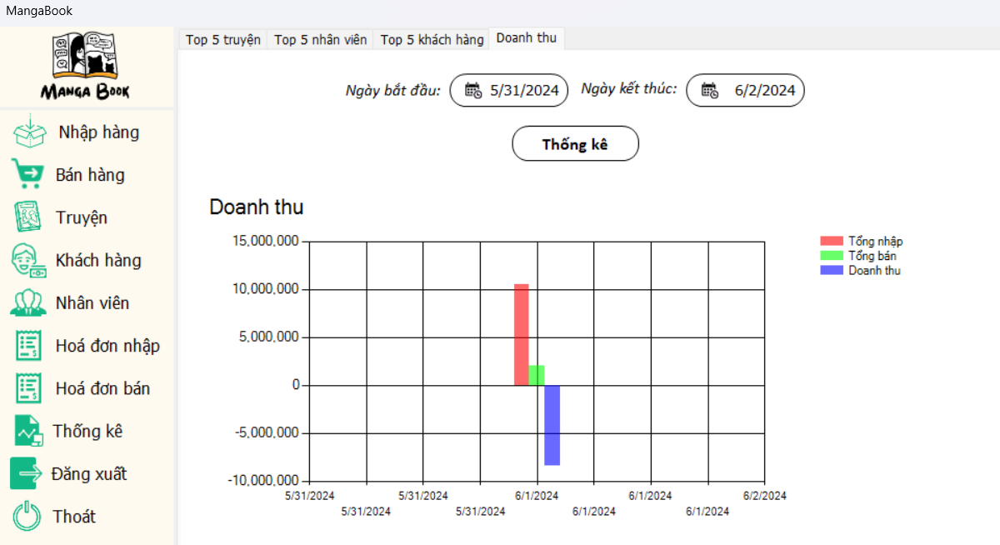 MangaBook
MANGA BOOK
Nhập hàng
Bán hàng
Truyện
Khách hàng
Nhân viên
Hoá đơn nhập
Hoá đơn bán
Thống kê
Đăng xuất
Thoát
Top 5 truyện Top 5 nhân viên Top 5 khách hàng Doanh thu
Ngày bắt đầu: 5/31/2024 Ngày kết thúc: 6/2/2024
Thống kê
Doanh thu
15,000,000
10,000,000
5,000,000
0
-5,000,000
-10,000,000
5/31/2024 5/31/2024 6/1/2024 6/1/2024 6/2/2024
5/31/2024 5/31/2024 6/1/2024 6/1/2024
Tổng nhập
Tổng bán
Doanh thu